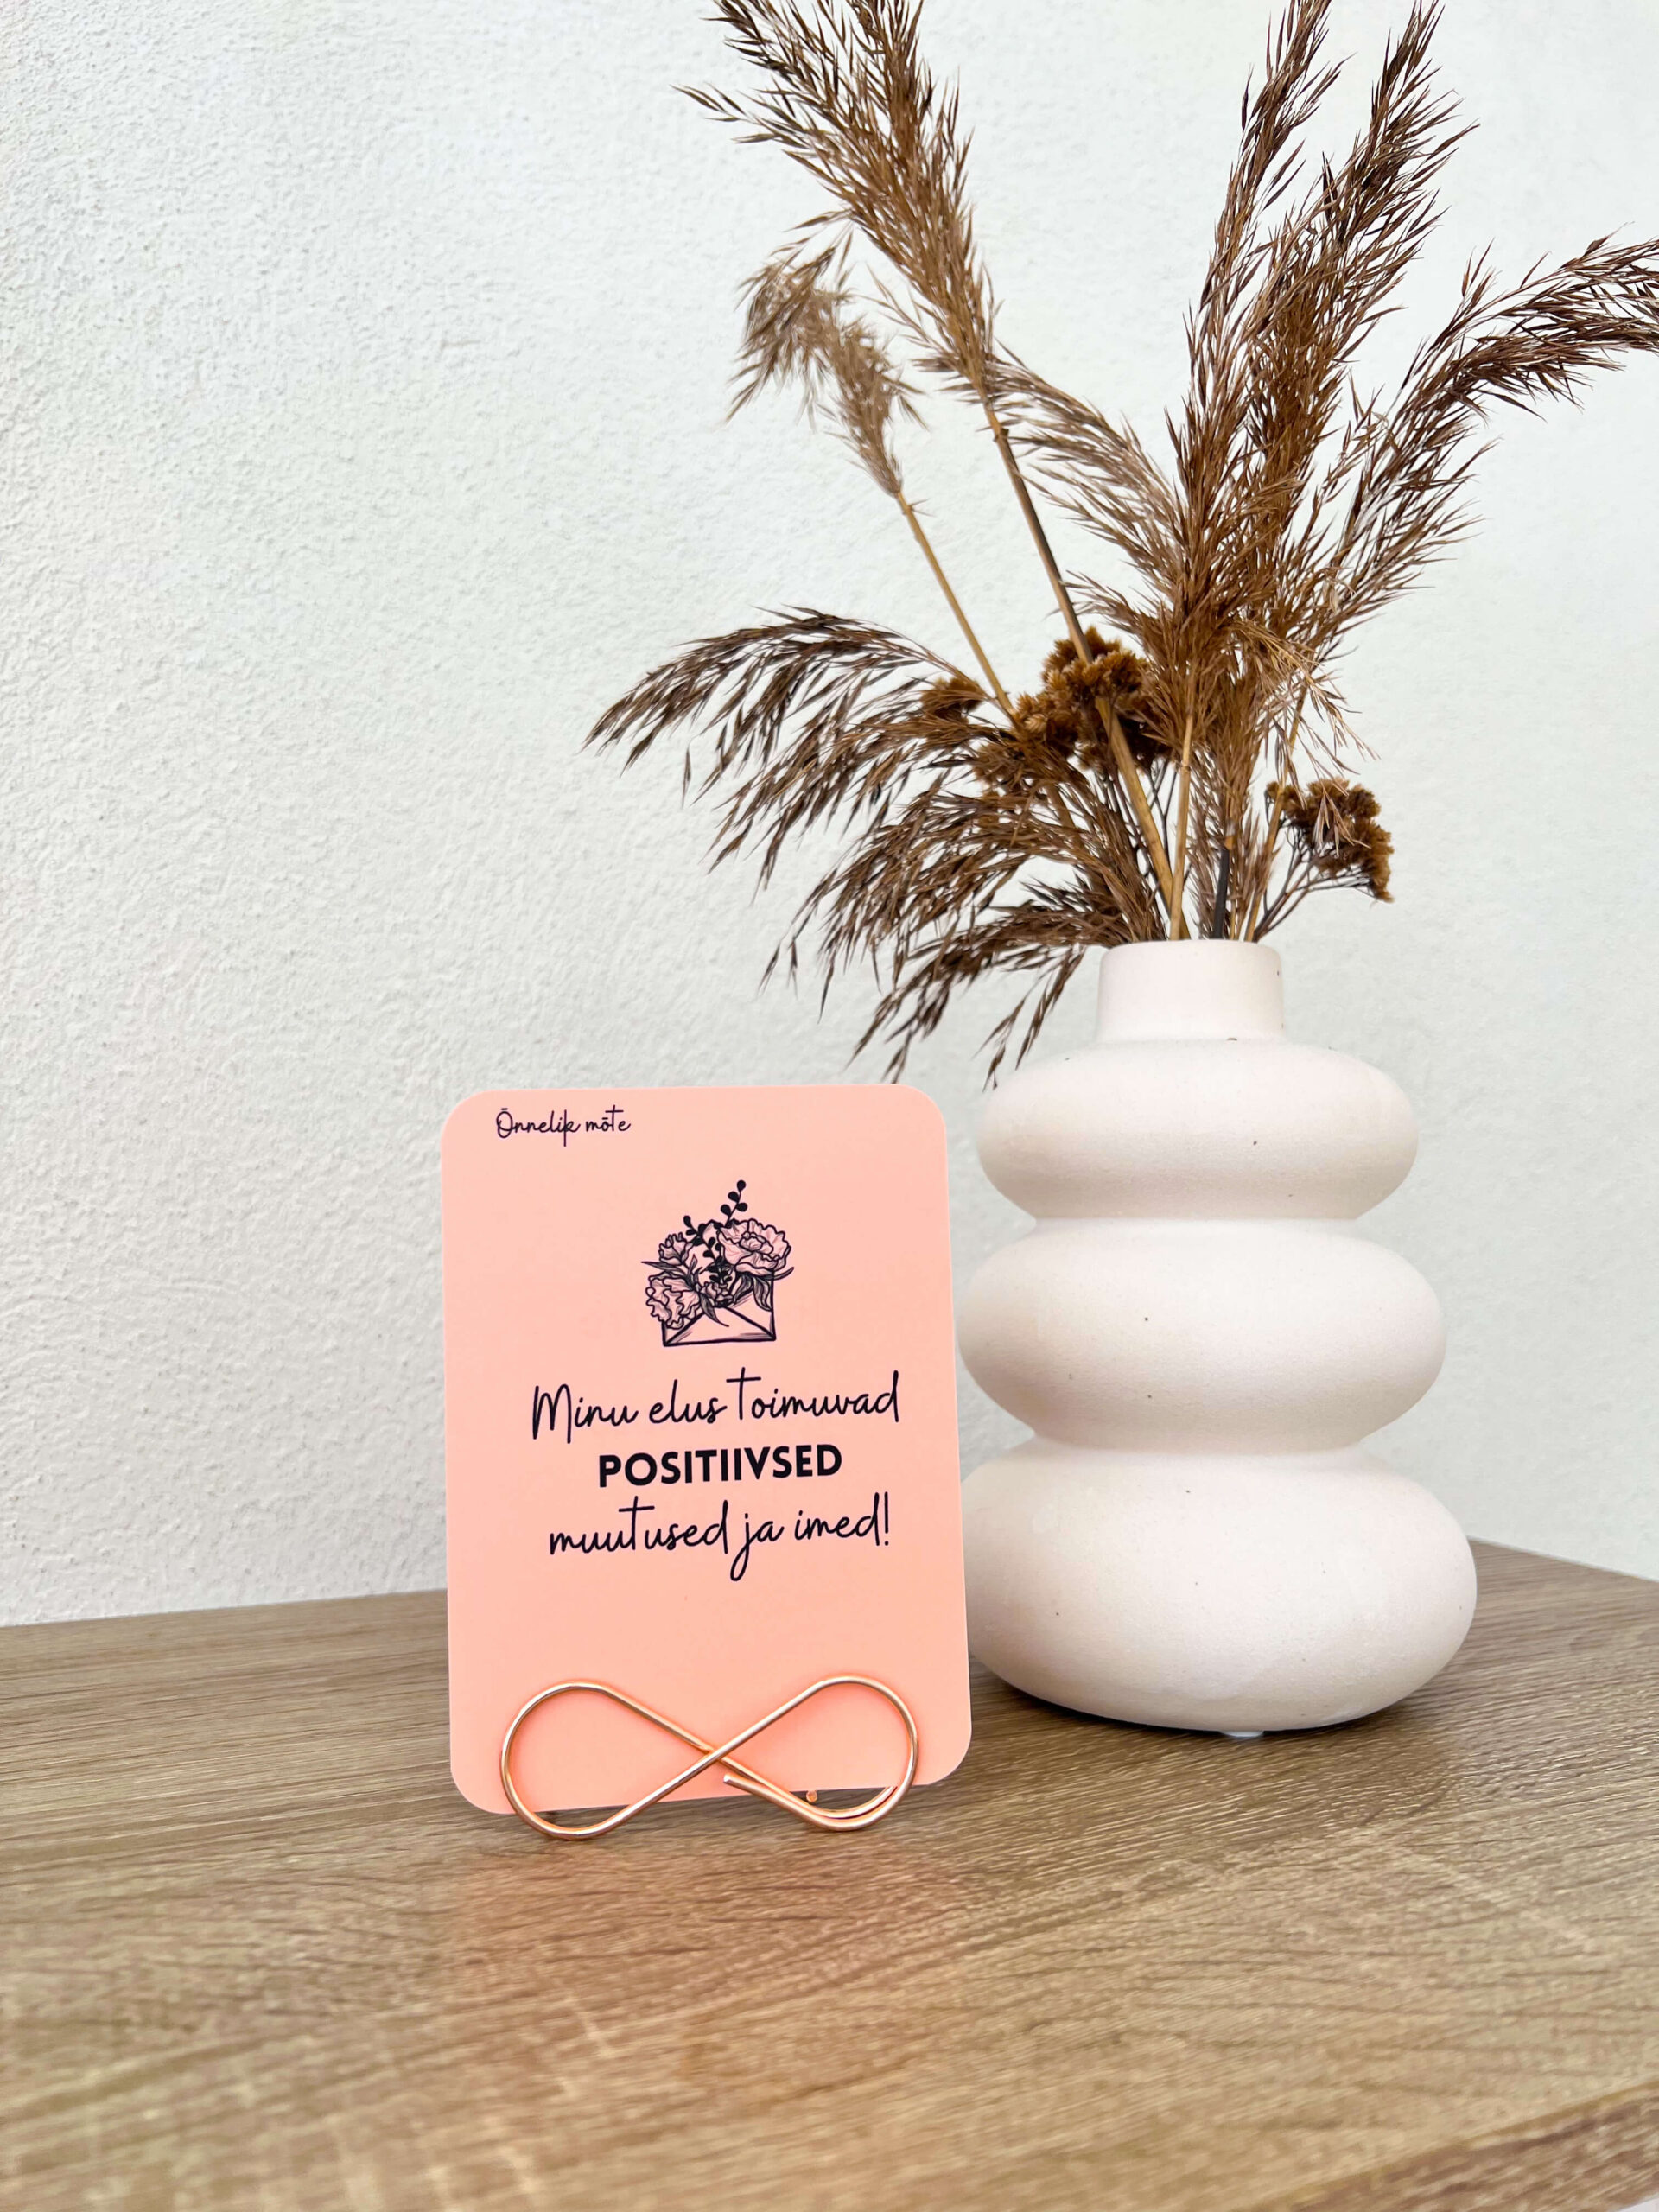 Õnnelik mõte
Minu elus toimuvad
POSITIIVSED
muutused ja imed!